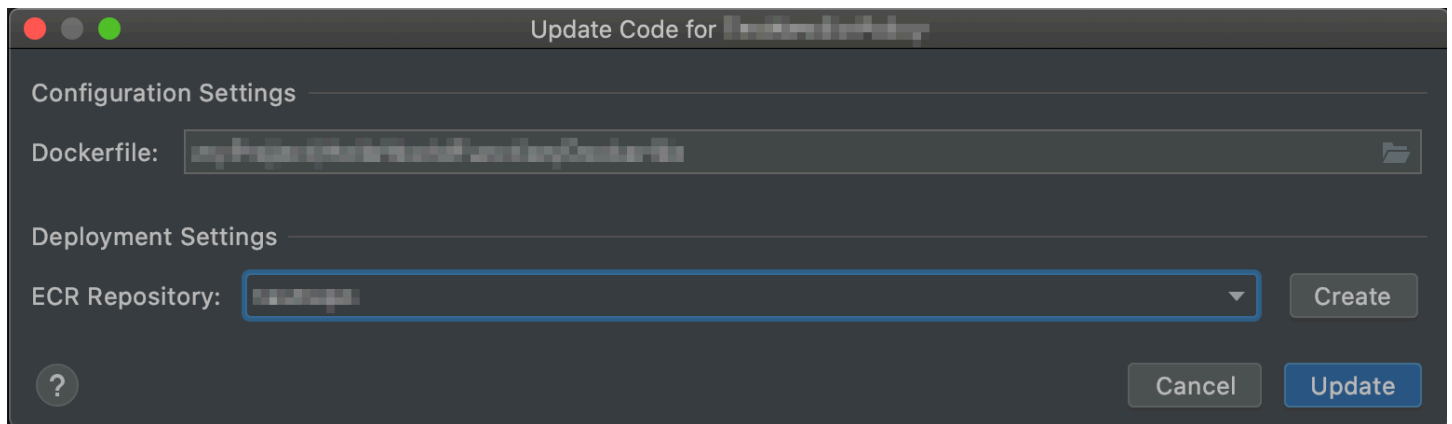 Update Code for
Configuration Settings
Dockerfile:
Deployment Settings
ECR Repository:
Create
?
Cancel
Update